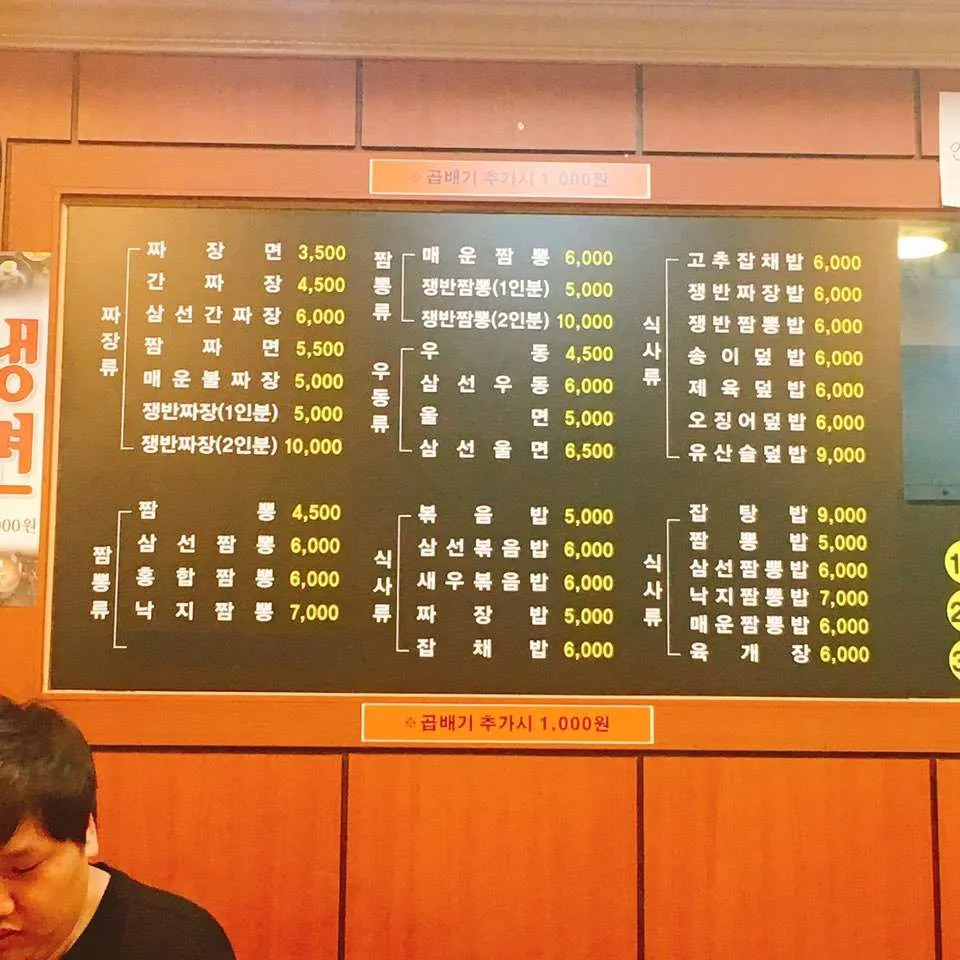 ※곱배기 추가시 1,000원
짜장류
짜장면 3,500
간짜장 4,500
삼선간짜장 6,000
짬짜면 5,500
매운불짜장 5,000
쟁반짜장(1인분) 5,000
쟁반짜장(2인분) 10,000
짬뽕류
매운짬뽕 6,000
쟁반짬뽕(1인분) 5,000
쟁반짬뽕(2인분) 10,000
우동류
우동 4,500
삼선우동 6,000
울면 5,000
삼선울면 6,500
식사류
고추잡채밥 6,000
쟁반짜장밥 6,000
쟁반짬뽕밥 6,000
송이덮밥 6,000
제육덮밥 6,000
오징어덮밥 6,000
유산슬덮밥 9,000
짬뽕류
짬뽕 4,500
삼선짬뽕 6,000
홍합짬뽕 6,000
낙지짬뽕 7,000
식사류
볶음밥 5,000
삼선볶음밥 6,000
새우볶음밥 6,000
짜장밥 5,000
잡채밥 6,000
식사류
잡탕밥 9,000
짬뽕밥 5,000
삼선짬뽕밥 6,000
낙지짬뽕밥 7,000
매운짬뽕밥 6,000
육개장 6,000
※곱배기 추가시 1,000원
냉면
000원
1
2
3